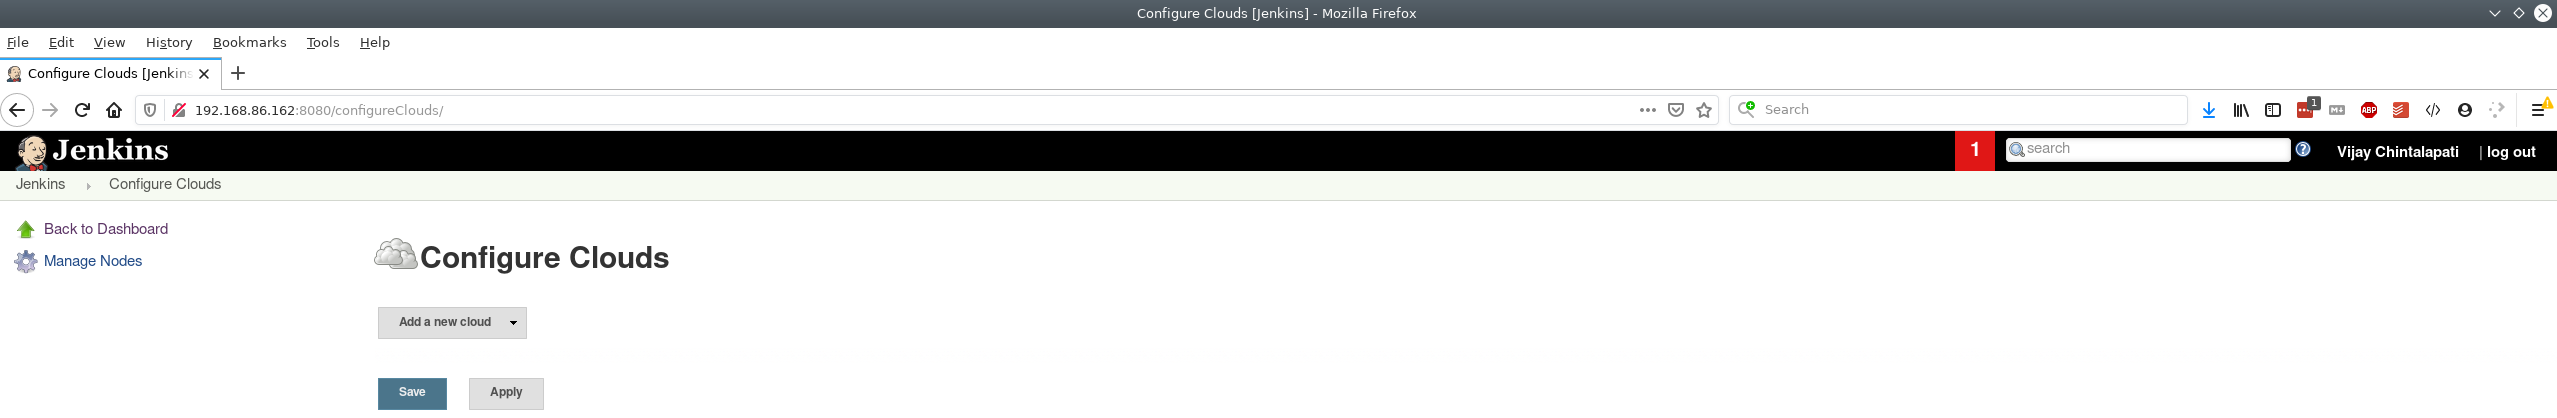 Configure Clouds [Jenkins] - Mozilla Firefox
File Edit View History Bookmarks Tools Help
Configure Clouds [Jenkins
192.168.86.162:8080/configureClouds/
Search
1
M↓
ABP
Jenkins
1
search
?
Vijay Chintalapati
| log out
Jenkins
Configure Clouds
Back to Dashboard
Manage Nodes
Configure Clouds
Add a new cloud
Save
Apply